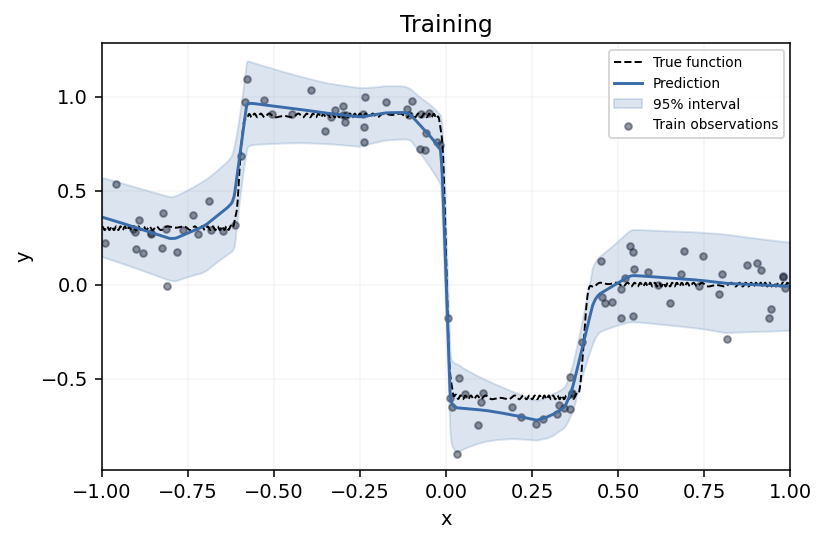 Training
True function
Prediction
95% interval
Train observations
1.0
0.5
0.0
−0.5
y
−1.00 −0.75 −0.50 −0.25 0.00 0.25 0.50 0.75 1.00
x